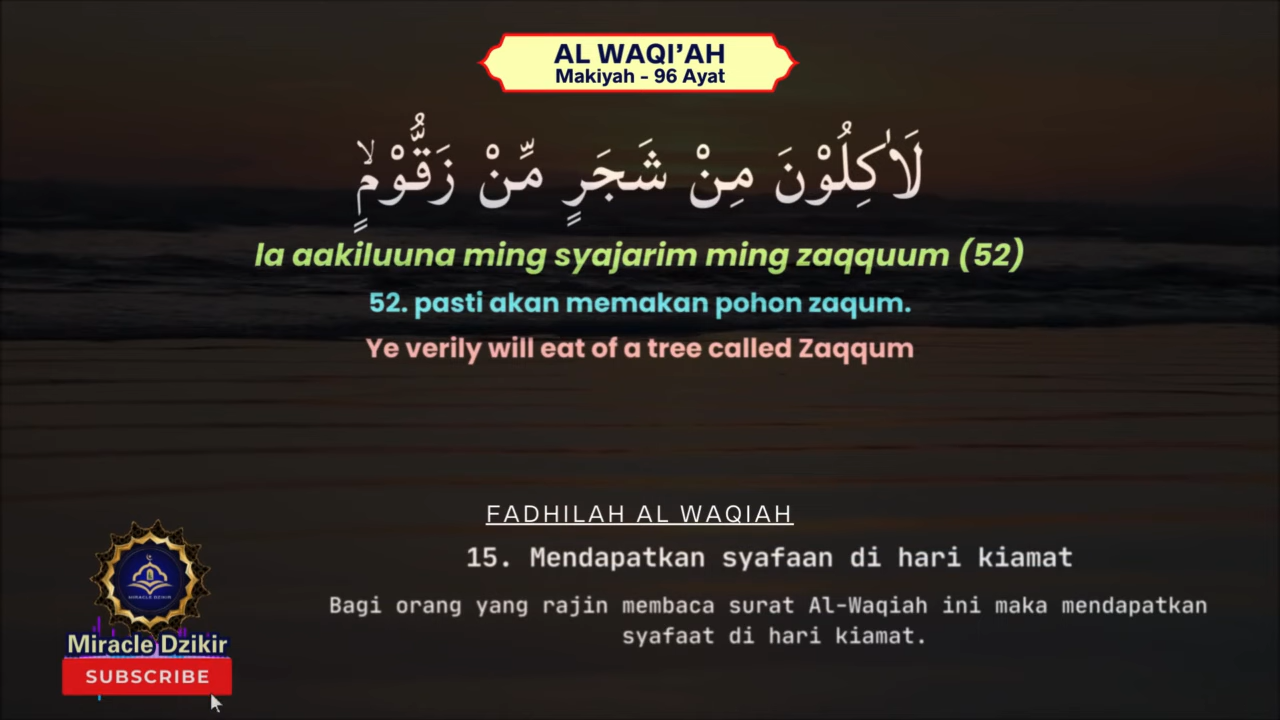 AL WAQI’AH
Makiyah - 96 Ayat
لَاٰكِلُوْنَ مِنْ شَجَرٍ مِّنْ زَقُّوْمٍۙ
la aakiluuna ming syajarim ming zaqquum (52)
52. pasti akan memakan pohon zaqum.
Ye verily will eat of a tree called Zaqqum
FADHILAH AL WAQIAH
15. Mendapatkan syafaan di hari kiamat
Bagi orang yang rajin membaca surat Al-Waqiah ini maka mendapatkan
syafaat di hari kiamat.
MIRACLE DZIKIR
Miracle Dzikir
SUBSCRIBE